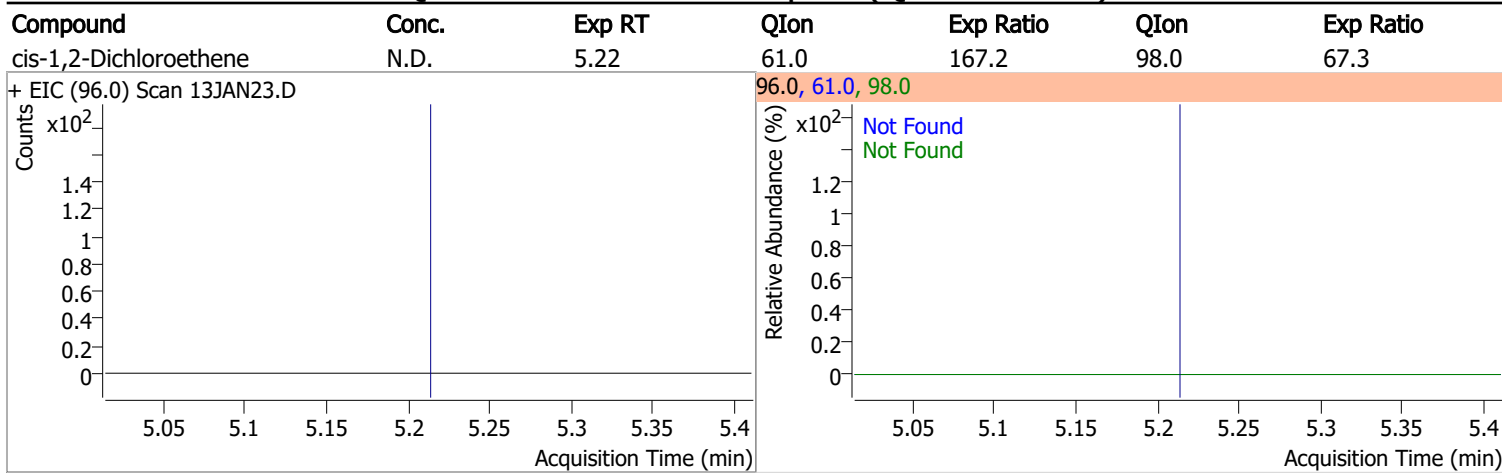 Compound Conc. Exp RT QIon Exp Ratio QIon Exp Ratio
cis-1,2-Dichloroethene N.D. 5.22 61.0 167.2 98.0 67.3
+ EIC (96.0) Scan 13JAN23.D
Counts
x10²
1.4
1.2
1
0.8
0.6
0.4
0.2
0
5.05 5.1 5.15 5.2 5.25 5.3 5.35 5.4
Acquisition Time (min)
96.0, 61.0, 98.0
Relative Abundance (%)
x10²
Not Found
Not Found
1.2
1
0.8
0.6
0.4
0.2
0
5.05 5.1 5.15 5.2 5.25 5.3 5.35 5.4
Acquisition Time (min)